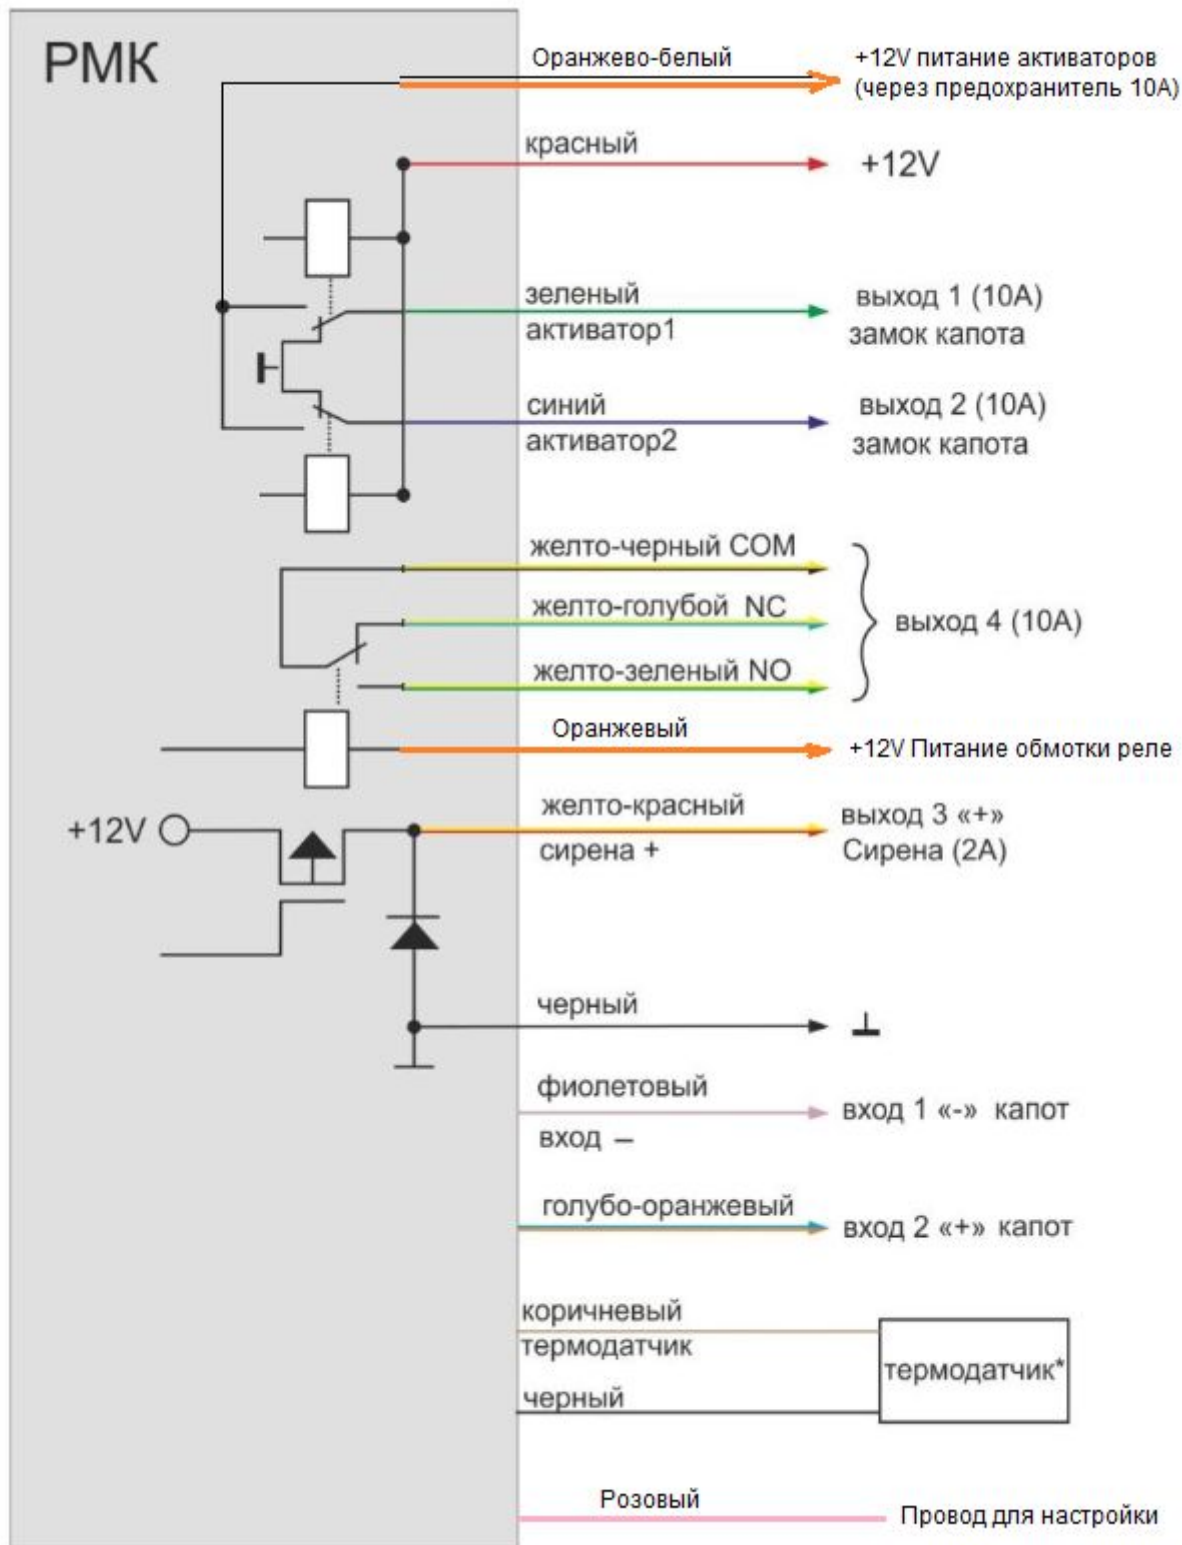 РМК
Оранжево-белый
+12V питание активаторов
(через предохранитель 10А)
красный
+12V
зеленый
активатор1
выход 1 (10А)
замок капота
синий
активатор2
выход 2 (10А)
замок капота
желто-черный COM
желто-голубой NC
желто-зеленый NO
выход 4 (10А)
Оранжевый
+12V Питание обмотки реле
+12V
желто-красный
сирена +
выход 3 «+»
Сирена (2А)
черный
фиолетовый
вход –
вход 1 «-» капот
голубо-оранжевый
вход 2 «+» капот
коричневый
термодатчик
термодатчик*
черный
Розовый
Провод для настройки